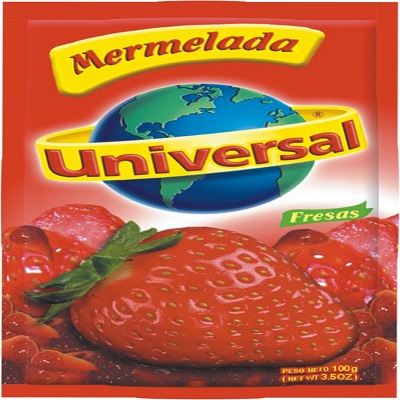 Mermelada
Universal®
Fresas
PESO NETO 100g
( NET WT 3.5OZ ).